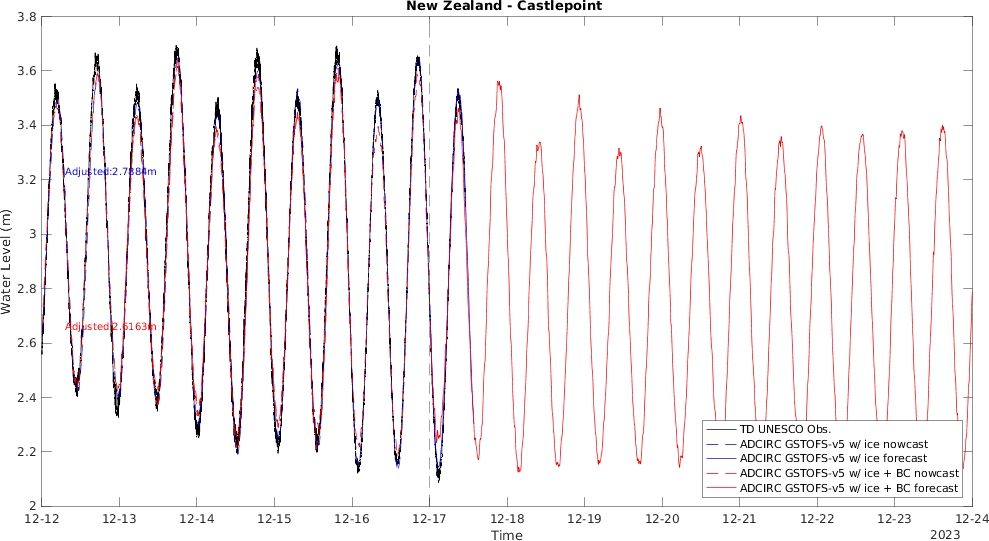 New Zealand - Castlepoint
3.8
3.6
3.4
3.2
3
2.8
2.6
2.4
2.2
2
Water Level (m)
Adjusted:2.7884m
Adjusted:2.6163m
TD UNESCO Obs.
ADCIRC GSTOFS-v5 w/ ice nowcast
ADCIRC GSTOFS-v5 w/ ice forecast
ADCIRC GSTOFS-v5 w/ ice + BC nowcast
ADCIRC GSTOFS-v5 w/ ice + BC forecast
12-12 12-13 12-14 12-15 12-16 12-17 12-18 12-19 12-20 12-21 12-22 12-23 12-24
Time
2023